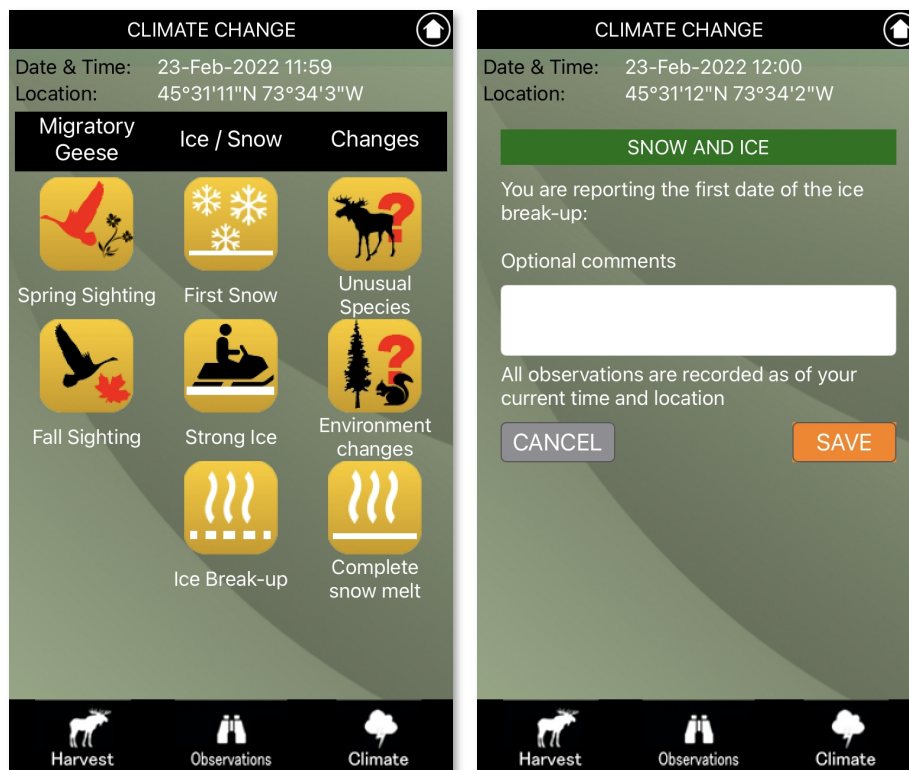 CLIMATE CHANGE
Date & Time: 23-Feb-2022 11:59
Location: 45°31'11"N 73°34'3"W
Migratory
Geese
Ice / Snow
Changes
Spring Sighting
First Snow
Unusual
Species
Fall Sighting
Strong Ice
Environment
changes
Ice Break-up
Complete
snow melt
Harvest
Observations
Climate
CLIMATE CHANGE
Date & Time: 23-Feb-2022 12:00
Location: 45°31'12"N 73°34'2"W
SNOW AND ICE
You are reporting the first date of the ice
break-up:
Optional comments
All observations are recorded as of your
current time and location
CANCEL
SAVE
Harvest
Observations
Climate